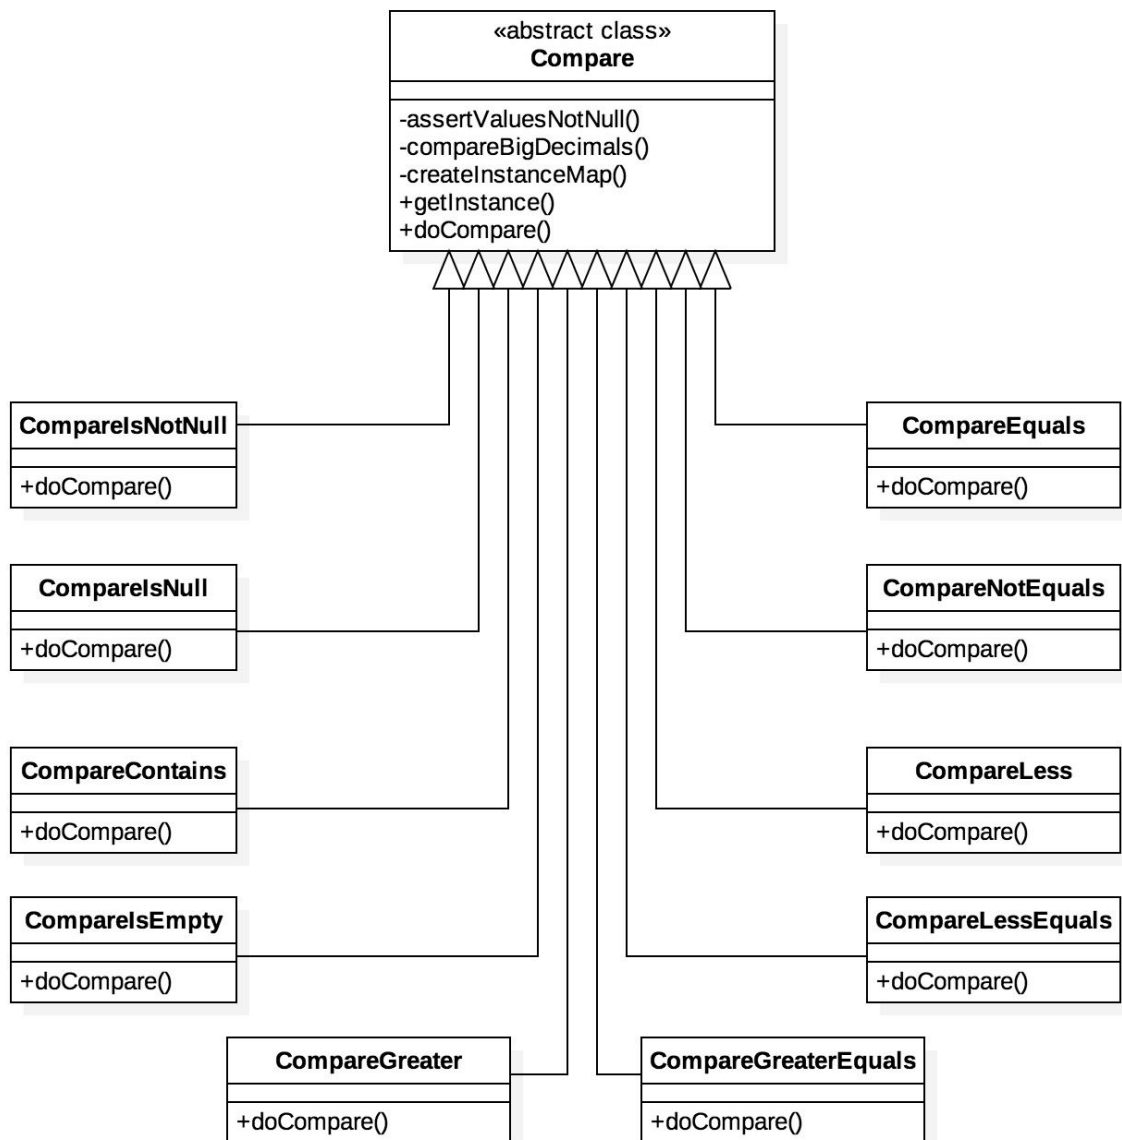 «abstract class»
Compare
-assertValuesNotNull()
-compareBigDecimals()
-createInstanceMap()
+getInstance()
+doCompare()
CompareIsNotNull
+doCompare()
CompareEquals
+doCompare()
CompareIsNull
+doCompare()
CompareNotEquals
+doCompare()
CompareContains
+doCompare()
CompareLess
+doCompare()
CompareIsEmpty
+doCompare()
CompareLessEquals
+doCompare()
CompareGreater
+doCompare()
CompareGreaterEquals
+doCompare()